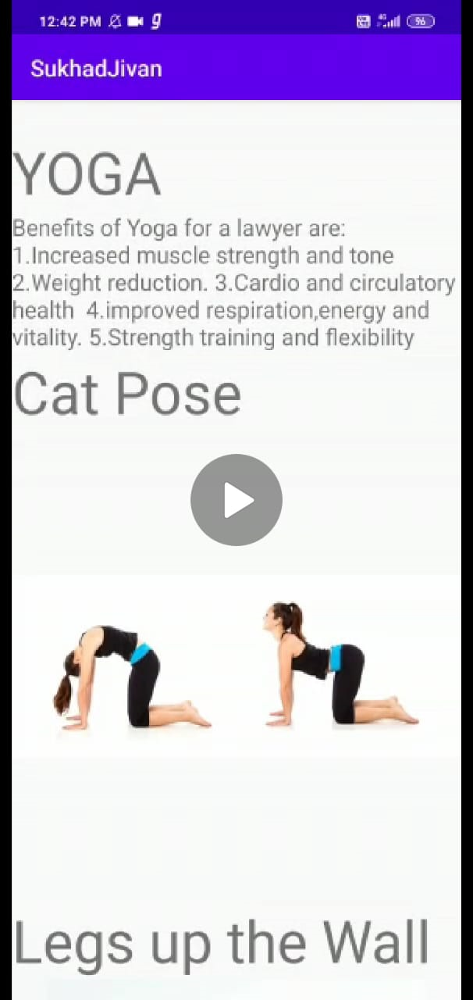 12:42 PM g 4G 96
SukhadJivan
YOGA
Benefits of Yoga for a lawyer are:
1.Increased muscle strength and tone
2.Weight reduction. 3.Cardio and circulatory
health  4.improved respiration,energy and
vitality. 5.Strength training and flexibility
Cat Pose
Legs up the Wall